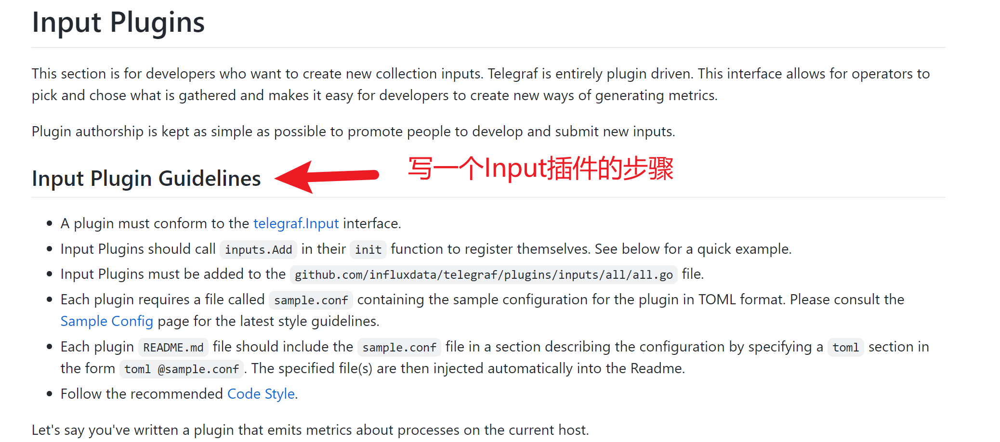 Input Plugins
This section is for developers who want to create new collection inputs. Telegraf is entirely plugin driven. This interface allows for operators to
pick and chose what is gathered and makes it easy for developers to create new ways of generating metrics.
Plugin authorship is kept as simple as possible to promote people to develop and submit new inputs.
Input Plugin Guidelines
写一个Input插件的步骤
A plugin must conform to the telegraf.Input interface.
Input Plugins should call inputs.Add in their init function to register themselves. See below for a quick example.
Input Plugins must be added to the github.com/influxdata/telegraf/plugins/inputs/all/all.go file.
Each plugin requires a file called sample.conf containing the sample configuration for the plugin in TOML format. Please consult the
Sample Config page for the latest style guidelines.
Each plugin README.md file should include the sample.conf file in a section describing the configuration by specifying a toml section in
the form toml @sample.conf. The specified file(s) are then injected automatically into the Readme.
Follow the recommended Code Style.
Let's say you've written a plugin that emits metrics about processes on the current host.